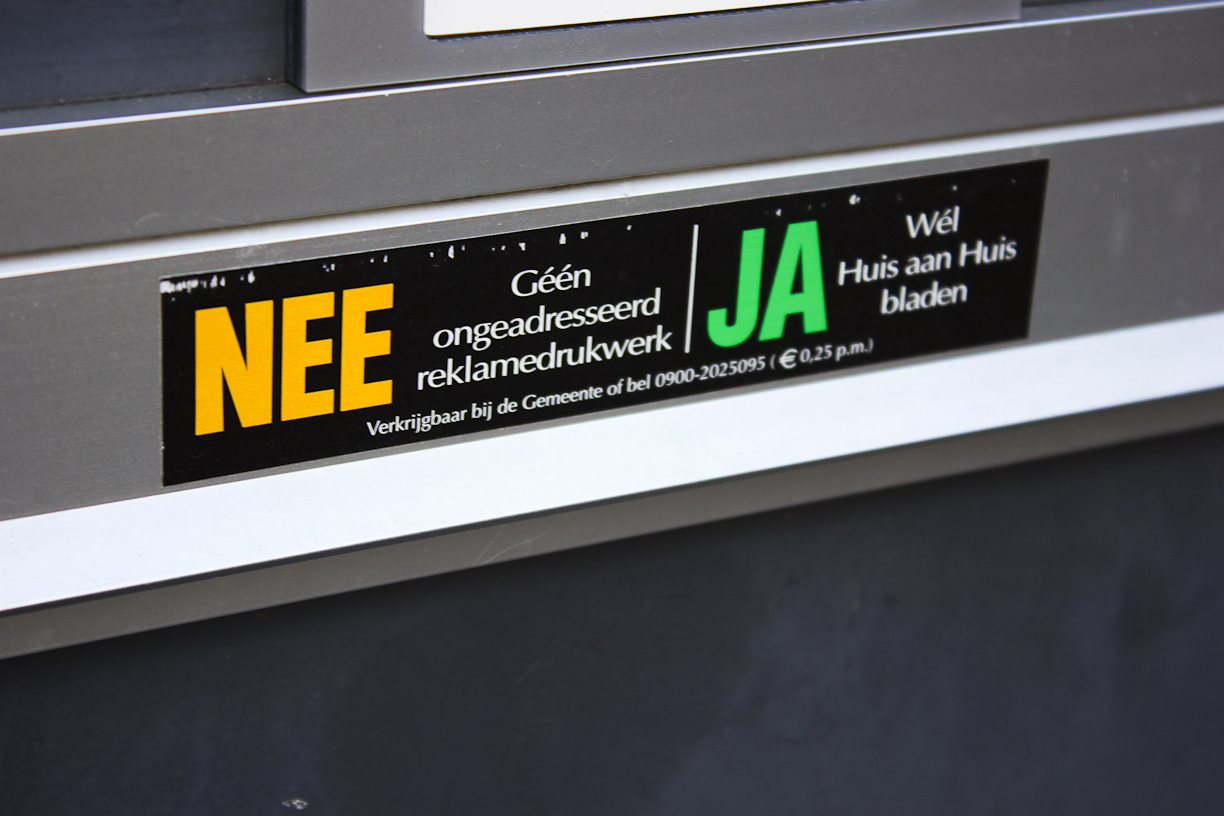 NEE
Géén
ongeadresseerd
reklamedrukwerk
JA
Wél
Huis aan Huis
bladen
Verkrijgbaar bij de Gemeente of bel 0900-2025095 ( € 0,25 p.m.)